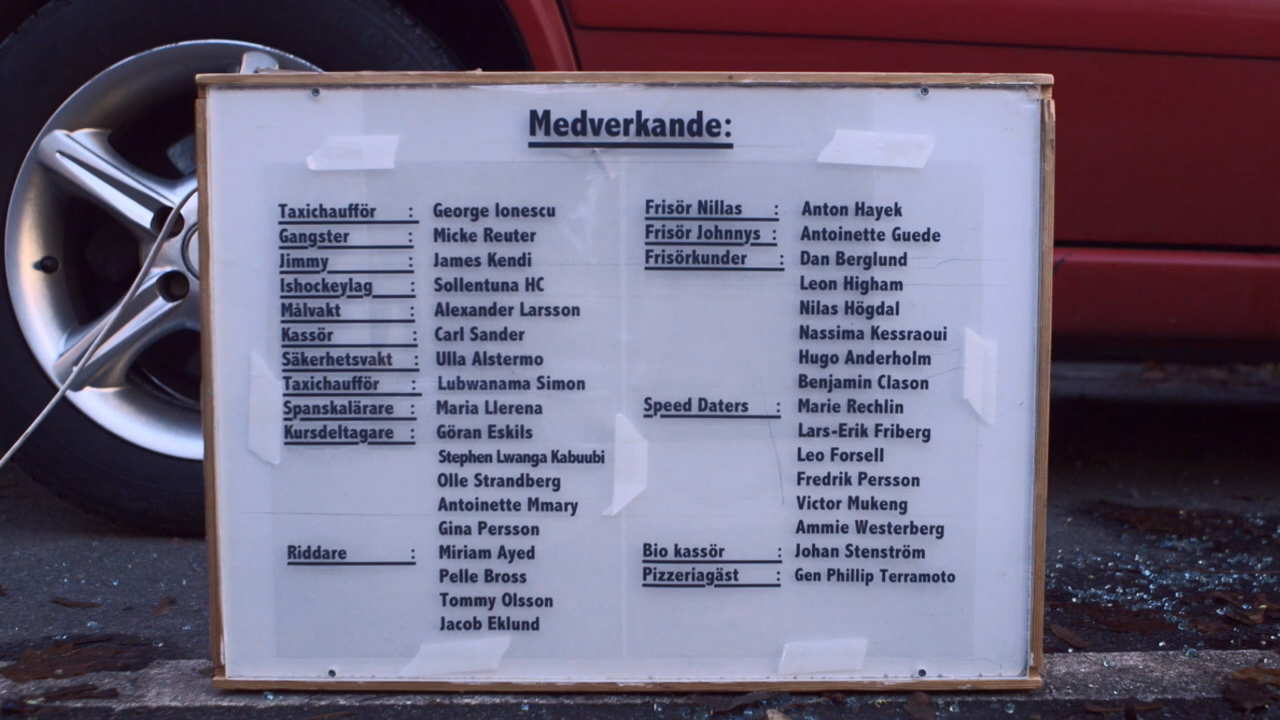 Medverkande:
Taxichaufför : George Ionescu
Gangster : Micke Reuter
Jimmy : James Kendi
Ishockeylag : Sollentuna HC
Målvakt : Alexander Larsson
Kassör : Carl Sander
Säkerhetsvakt : Ulla Alstermo
Taxichaufför : Lubwanama Simon
Spanskalärare : Maria Llerena
Kursdeltagare : Göran Eskils
Stephen Lwanga Kabuubi
Olle Strandberg
Antoinette Mmary
Gina Persson
Riddare : Miriam Ayed
Pelle Bross
Tommy Olsson
Jacob Eklund
Frisör Nillas : Anton Hayek
Frisör Johnnys : Antoinette Guede
Frisörkunder : Dan Berglund
Leon Higham
Nilas Högdal
Nassima Kessraoui
Hugo Anderholm
Benjamin Clason
Speed Daters : Marie Rechlin
Lars-Erik Friberg
Leo Forsell
Fredrik Persson
Victor Mukeng
Ammie Westerberg
Bio kassör : Johan Stenström
Pizzeriagäst : Gen Phillip Terramoto